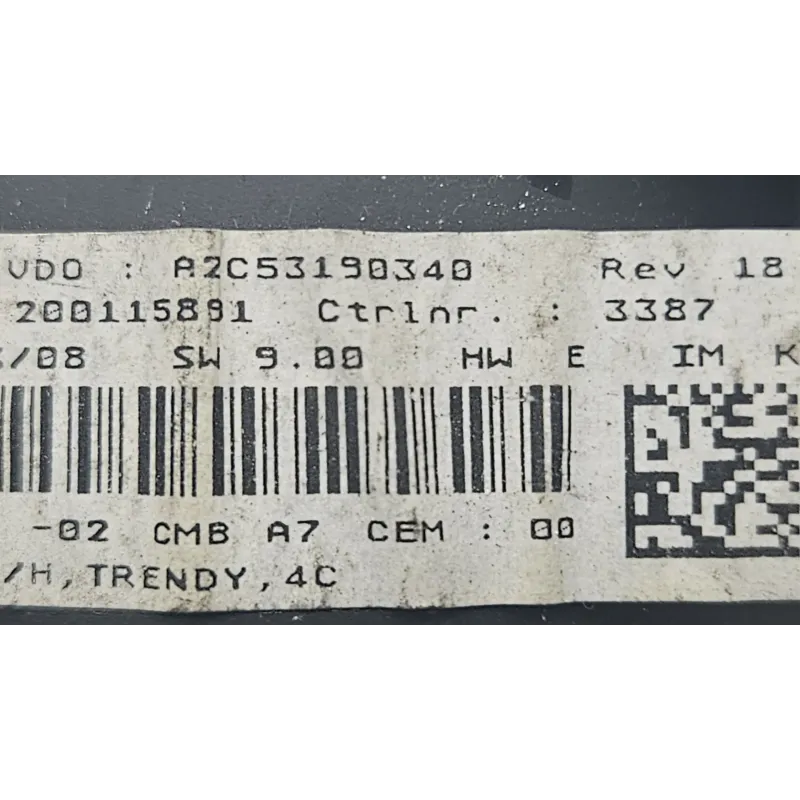 VDO : A2C53190340 Rev 18
200115891 Ctrlnr. : 3387
/08 SW 9.00 HW E IM K
-02 CMB A7 CEM : 00
/H,TRENDY,4C